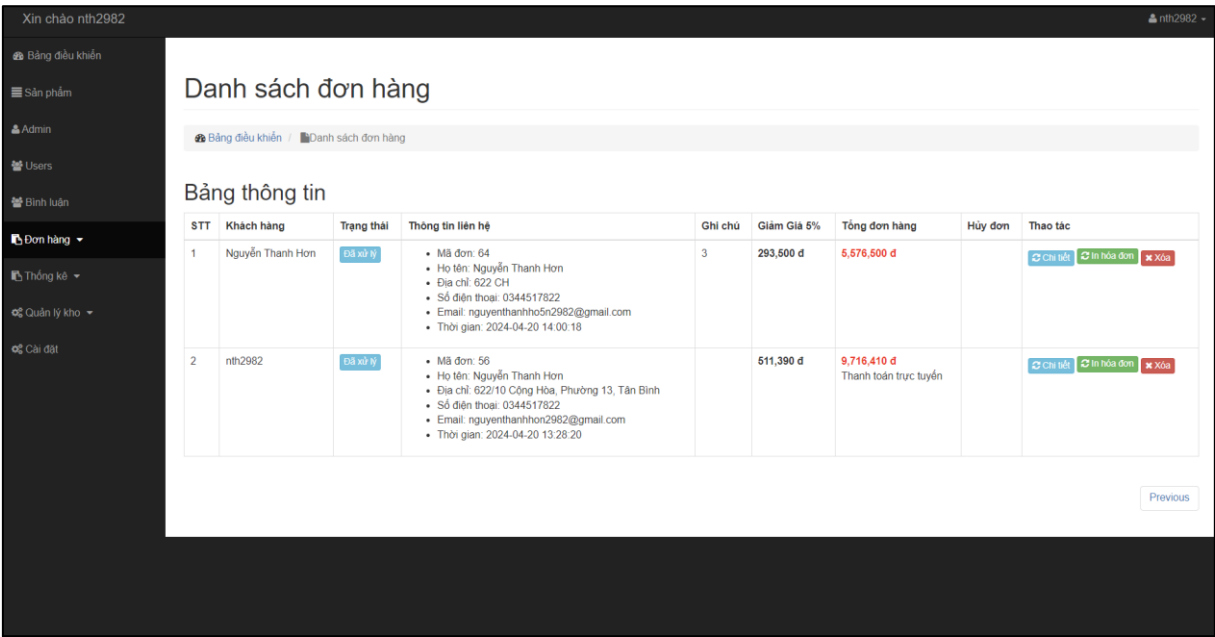 Xin chào nth2982
nth2982
Bảng điều khiển
Sản phẩm
Admin
Users
Bình luận
Đơn hàng
Thống kê
Quản lý kho
Cài đặt
Danh sách đơn hàng
Bảng điều khiển / Danh sách đơn hàng
Bảng thông tin
STT Khách hàng Trạng thái Thông tin liên hệ Ghi chú Giảm Giá 5% Tổng đơn hàng Hủy đơn Thao tác
1 Nguyễn Thanh Hơn Đã xử lý • Mã đơn: 64 3 293,500 đ 5,576,500 đ Chi tiết In hóa đơn Xóa
• Họ tên: Nguyễn Thanh Hơn
• Địa chỉ: 622 CH
• Số điện thoại: 0344517822
• Email: nguyenthanhho5n2982@gmail.com
• Thời gian: 2024-04-20 14:00:18
2 nth2982 Đã xử lý • Mã đơn: 56 511,390 đ 9,716,410 đ Chi tiết In hóa đơn Xóa
• Họ tên: Nguyễn Thanh Hơn Thanh toán trực tuyến
• Địa chỉ: 622/10 Cộng Hòa, Phường 13, Tân Bình
• Số điện thoại: 0344517822
• Email: nguyenthanhhon2982@gmail.com
• Thời gian: 2024-04-20 13:28:20
Previous